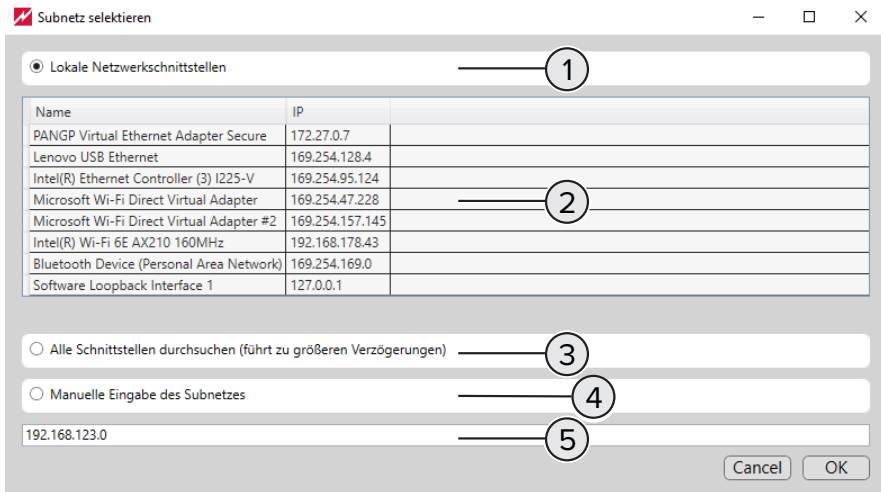 Subnetz selektieren
Lokale Netzwerkschnittstellen
1
Name IP
PANGP Virtual Ethernet Adapter Secure 172.27.0.7
Lenovo USB Ethernet 169.254.128.4
Intel(R) Ethernet Controller (3) I225-V 169.254.95.124
Microsoft Wi-Fi Direct Virtual Adapter 169.254.47.228
2
Microsoft Wi-Fi Direct Virtual Adapter #2 169.254.157.145
Intel(R) Wi-Fi 6E AX210 160MHz 192.168.178.43
Bluetooth Device (Personal Area Network) 169.254.169.0
Software Loopback Interface 1 127.0.0.1
Alle Schnittstellen durchsuchen (führt zu größeren Verzögerungen)
3
Manuelle Eingabe des Subnetzes
4
192.168.123.0
5
Cancel OK